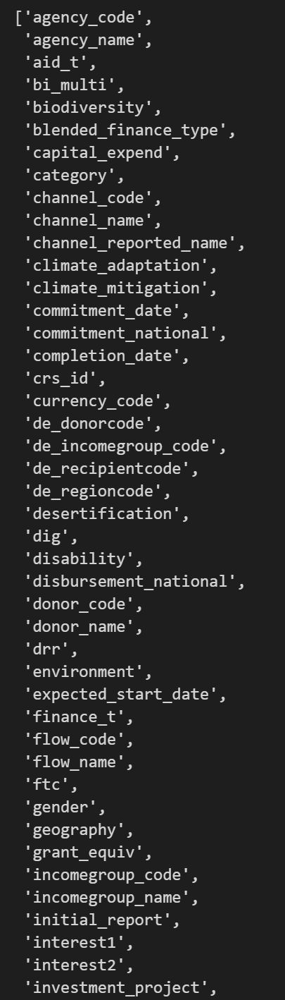 ['agency_code',
'agency_name',
'aid_t',
'bi_multi',
'biodiversity',
'blended_finance_type',
'capital_expend',
'category',
'channel_code',
'channel_name',
'channel_reported_name',
'climate_adaptation',
'climate_mitigation',
'commitment_date',
'commitment_national',
'completion_date',
'crs_id',
'currency_code',
'de_donorcode',
'de_incomegroup_code',
'de_recipientcode',
'de_regioncode',
'desertification',
'dig',
'disability',
'disbursement_national',
'donor_code',
'donor_name',
'drr',
'environment',
'expected_start_date',
'finance_t',
'flow_code',
'flow_name',
'ftc',
'gender',
'geography',
'grant_equiv',
'incomegroup_code',
'incomegroup_name',
'initial_report',
'interest1',
'interest2',
'investment_project',